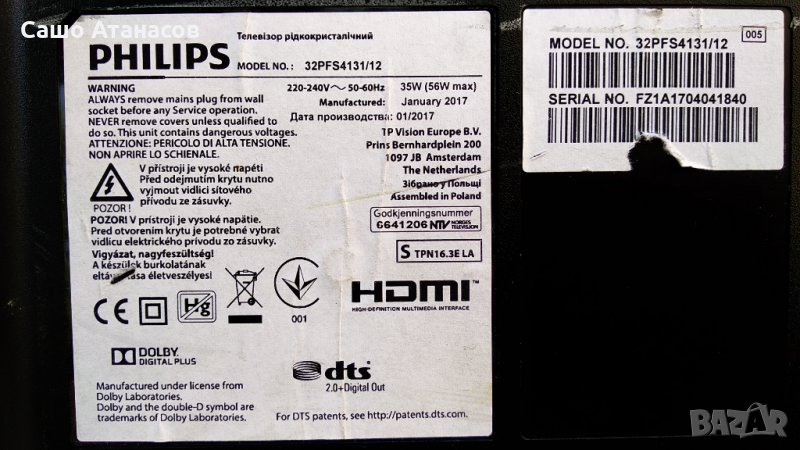 Сашо Атанасов
Телевізор рідкокристалічний
PHILIPS MODEL NO.: 32PFS4131/12
WARNING
ALWAYS remove mains plug from wall
socket before any Service operation.
NEVER remove covers unless qualified to
do so. This unit contains dangerous voltages.
ATTENZIONE: PERICOLO DI ALTA TENSIONE.
NON APRIRE LO SCHIENALE.
220-240V～ 50-60Hz 35W (56W max)
Manufactured: January 2017
Дата производства: 01/2017
TP Vision Europe B.V.
Prins Bernhardplein 200
1097 JB Amsterdam
The Netherlands
Зібрано у Польщі
Assembled in Poland
POZOR !
V přístroji je vysoké napětí
Před odejmutím krytu nutno
vyjmout vidlici sítového
přívodu ze zásuvky.
POZOR! V prístroji je vysoké napätie.
Pred otvorením krytu je potrebné vybrat
vidlicu elektrického prívodu zo zásuvky.
Vigyázat, nagyfeszültség!
A készülék burkolatának
életveszélyes!
Godkjenningsnummer
6641206 NTV NORGES TELEVISJON
S TPN16.3E LA
CE Hg
001
HDMI™
HIGH-DEFINITION MULTIMEDIA INTERFACE
DOLBY
DIGITAL PLUS
dts
2.0+Digital Out
Manufactured under license from
Dolby Laboratories.
Dolby and the double-D symbol are
trademarks of Dolby Laboratories.
For DTS patents, see http://patents.dts.com.
MODEL NO. 32PFS4131/12
005
SERIAL NO. FZ1A1704041840
BAZAR